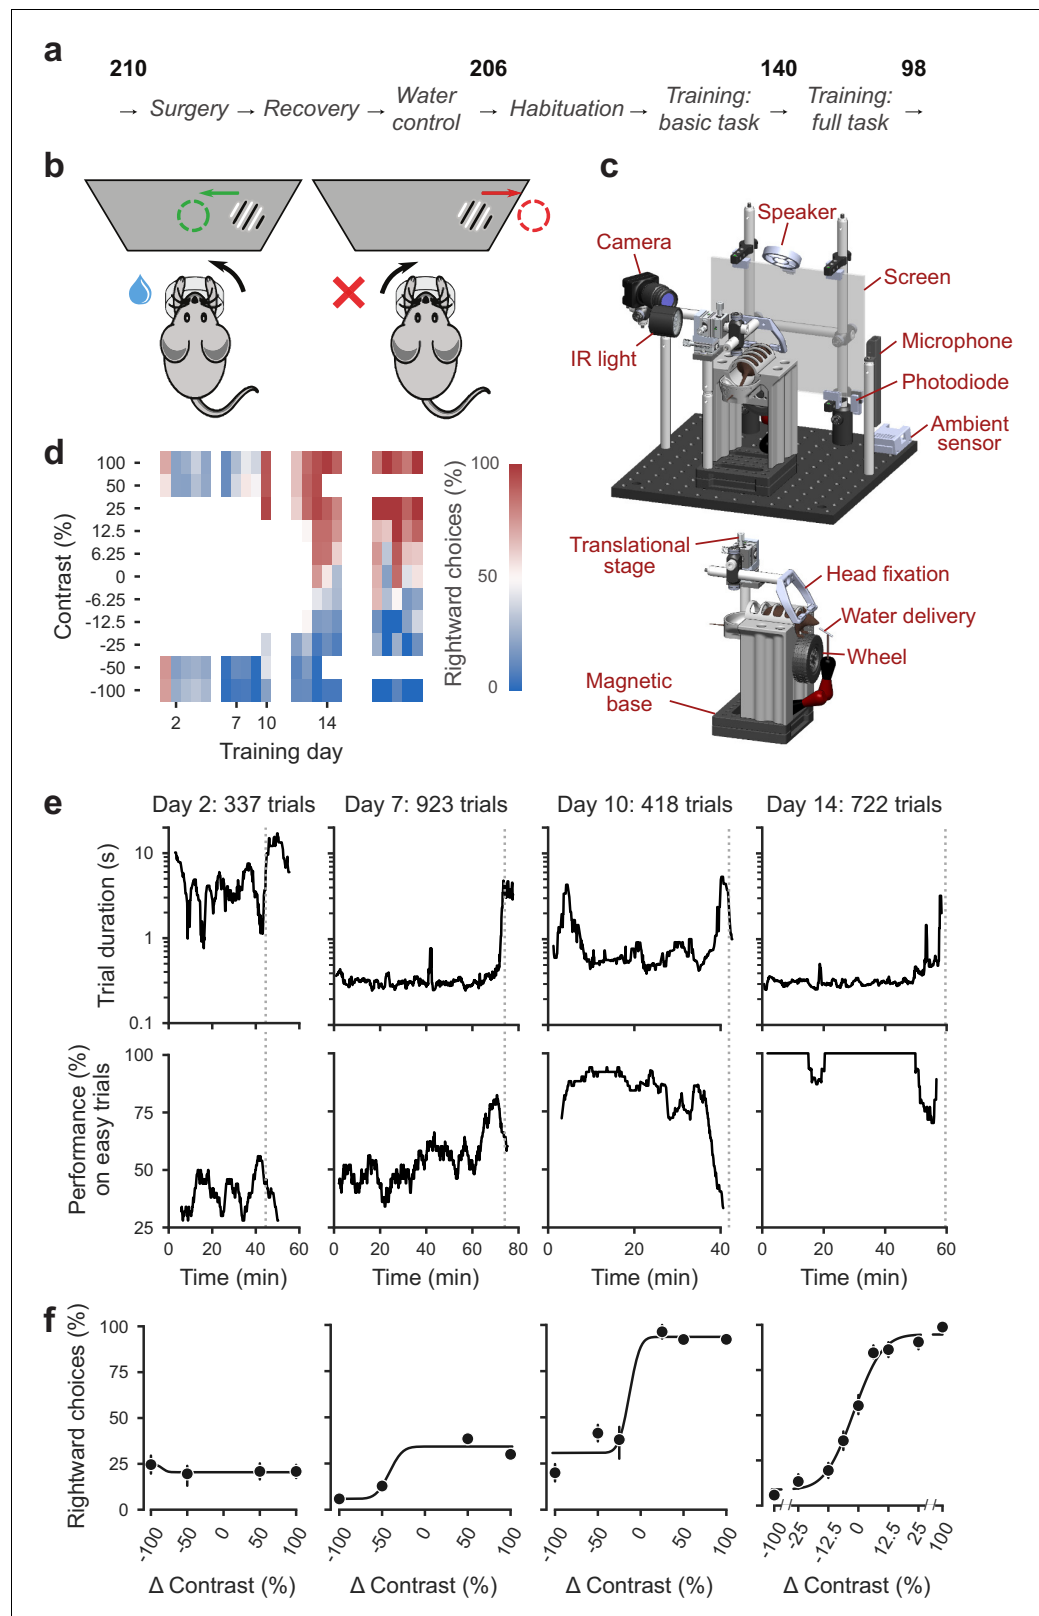 a
210
206
140
98
→ Surgery → Recovery → Water control → Habituation → Training: basic task → Training: full task →
b
c
Speaker
Camera
Screen
IR light
Microphone
Photodiode
Ambient
sensor
Translational
stage
Head fixation
Water delivery
Wheel
Magnetic
base
d
Contrast (%)
100
50
25
12.5
6.25
0
-6.25
-12.5
-25
-50
-100
2
7
10
14
Training day
Rightward choices (%)
100
50
0
e
Day 2: 337 trials
Day 7: 923 trials
Day 10: 418 trials
Day 14: 722 trials
Trial duration (s)
10
1
0.1
Performance (%)
on easy trials
100
75
50
25
0 20 40 60
0 20 40 60 80
0 20 40
0 20 40 60
Time (min)
Time (min)
Time (min)
Time (min)
f
Rightward choices (%)
100
75
50
25
0
-100 -50 0 50 100
-100 -50 0 50 100
-100 -50 0 50 100
-100 -25 -12.5 0 12.5 25 100
Δ Contrast (%)
Δ Contrast (%)
Δ Contrast (%)
Δ Contrast (%)